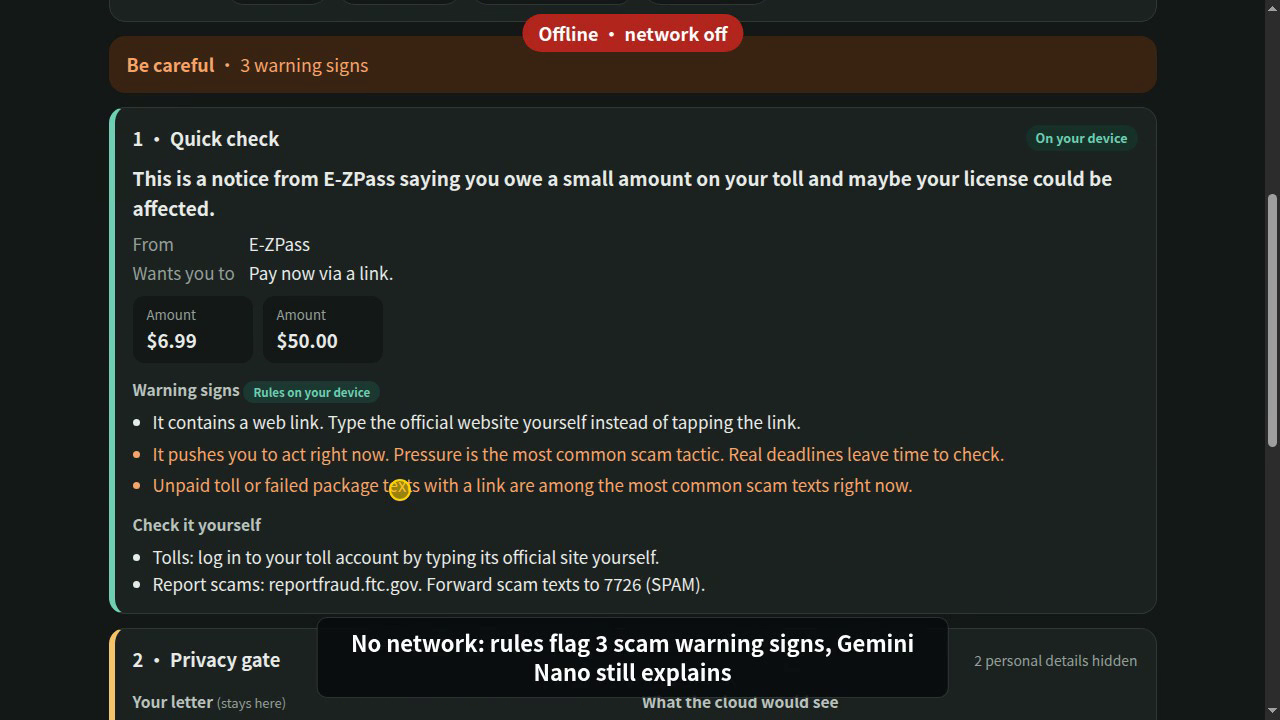 Offline • network off
Be careful • 3 warning signs
1 • Quick check
On your device
This is a notice from E-ZPass saying you owe a small amount on your toll and maybe your license could be
affected.
From E-ZPass
Wants you to Pay now via a link.
Amount
$6.99
Amount
$50.00
Warning signs Rules on your device
• It contains a web link. Type the official website yourself instead of tapping the link.
• It pushes you to act right now. Pressure is the most common scam tactic. Real deadlines leave time to check.
• Unpaid toll or failed package texts with a link are among the most common scam texts right now.
Check it yourself
• Tolls: log in to your toll account by typing its official site yourself.
• Report scams: reportfraud.ftc.gov. Forward scam texts to 7726 (SPAM).
No network: rules flag 3 scam warning signs, Gemini
Nano still explains
2 • Privacy gate
2 personal details hidden
Your letter (stays here)
What the cloud would see